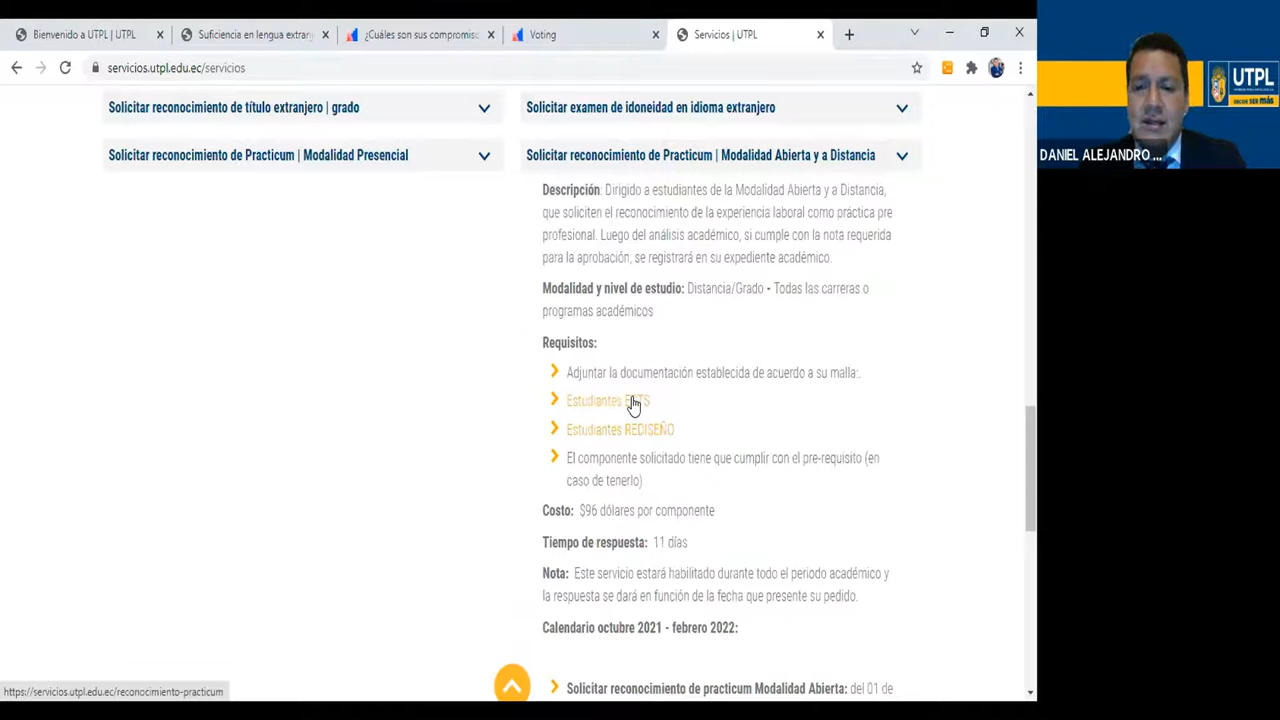 Bienvenido a UTPL | UTPL
Suficiencia en lengua extranj
¿Cuáles son sus compromiso
Voting
Servicios | UTPL
servicios.utpl.edu.ec/servicios
UTPL
DECIDE SER MÁS
DANIEL ALEJANDRO ...
Solicitar reconocimiento de título extranjero | grado
Solicitar examen de idoneidad en idioma extranjero
Solicitar reconocimiento de Practicum | Modalidad Presencial
Solicitar reconocimiento de Practicum | Modalidad Abierta y a Distancia
Descripción: Dirigido a estudiantes de la Modalidad Abierta y a Distancia,
que soliciten el reconocimiento de la experiencia laboral como práctica pre
profesional. Luego del análisis académico, si cumple con la nota requerida
para la aprobación, se registrará en su expediente académico.
Modalidad y nivel de estudio: Distancia/Grado - Todas las carreras o
programas académicos
Requisitos:
Adjuntar la documentación establecida de acuerdo a su malla:.
Estudiantes
Estudiantes REDISEÑO
El componente solicitado tiene que cumplir con el pre-requisito (en
caso de tenerlo)
Costo: $96 dólares por componente
Tiempo de respuesta: 11 días
Nota: Este servicio estará habilitado durante todo el periodo académico y
la respuesta se dará en función de la fecha que presente su pedido.
Calendario octubre 2021 - febrero 2022:
Solicitar reconocimiento de practicum Modalidad Abierta: del 01 de
https://servicios.utpl.edu.ec/reconocimiento-practicum